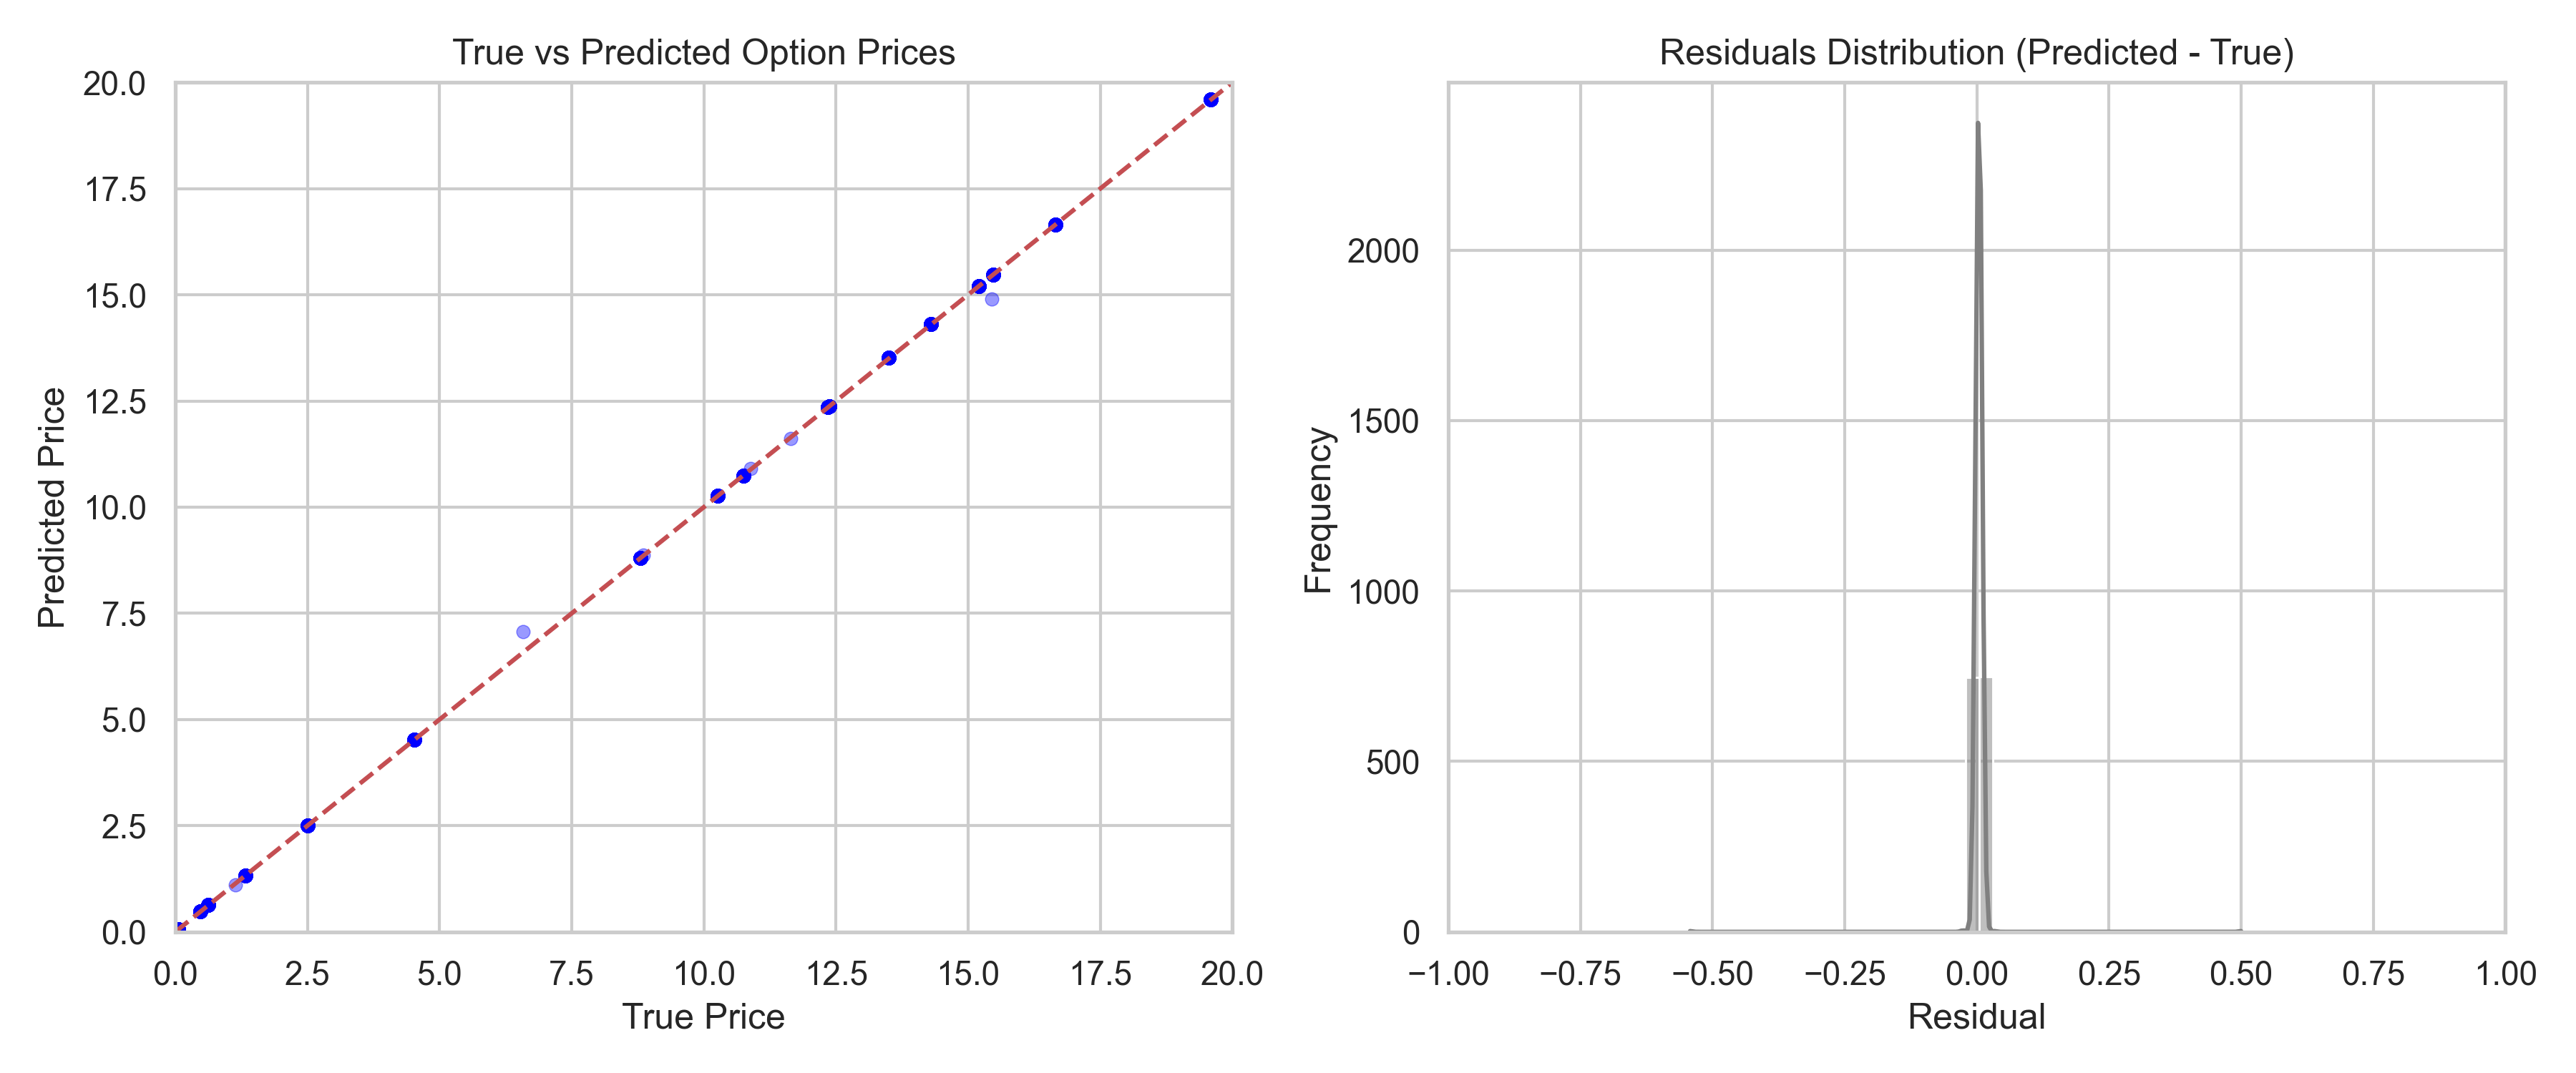 True vs Predicted Option Prices
20.0
17.5
15.0
12.5
10.0
7.5
5.0
2.5
0.0
Predicted Price
0.0 2.5 5.0 7.5 10.0 12.5 15.0 17.5 20.0
True Price
Residuals Distribution (Predicted - True)
2000
1500
1000
500
0
Frequency
−1.00 −0.75 −0.50 −0.25 0.00 0.25 0.50 0.75 1.00
Residual